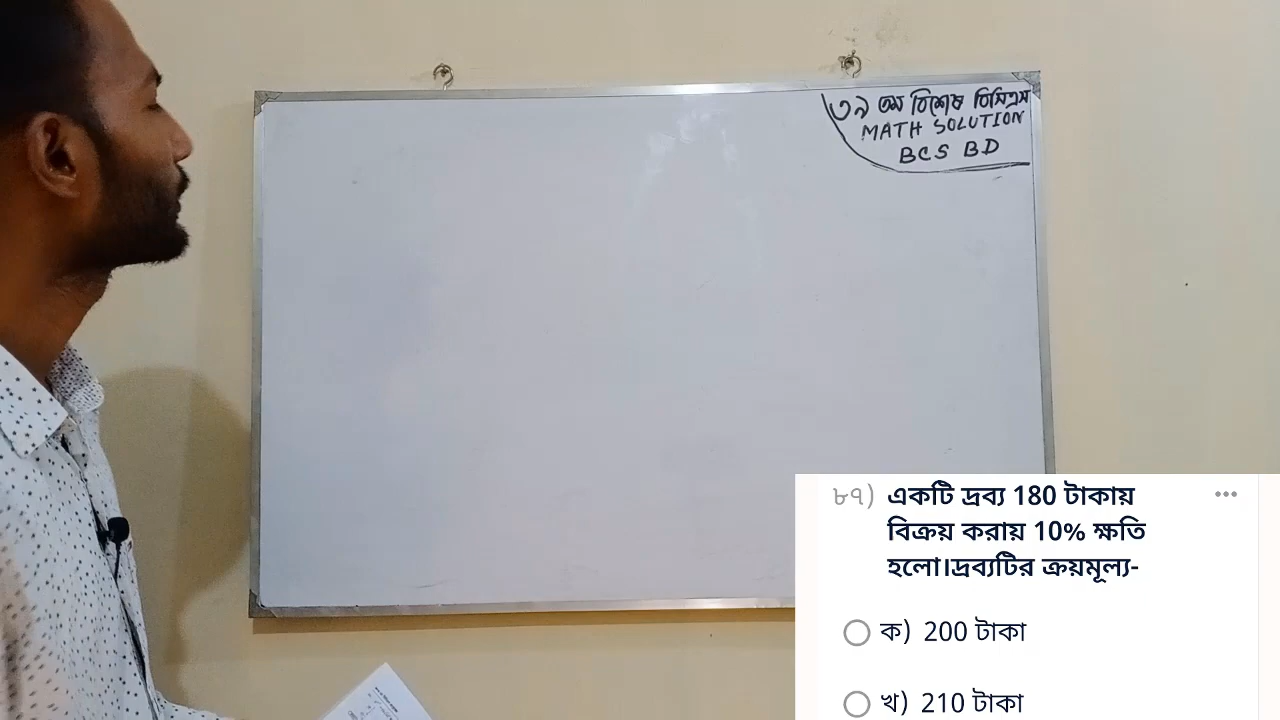 ৩৯ তম বিশেষ বিসিএস
MATH SOLUTION
BCS BD
৮৭) একটি দ্রব্য 180 টাকায়
বিক্রয় করায় 10% ক্ষতি
হলো।দ্রব্যটির ক্রয়মূল্য-
ক) 200 টাকা
খ) 210 টাকা